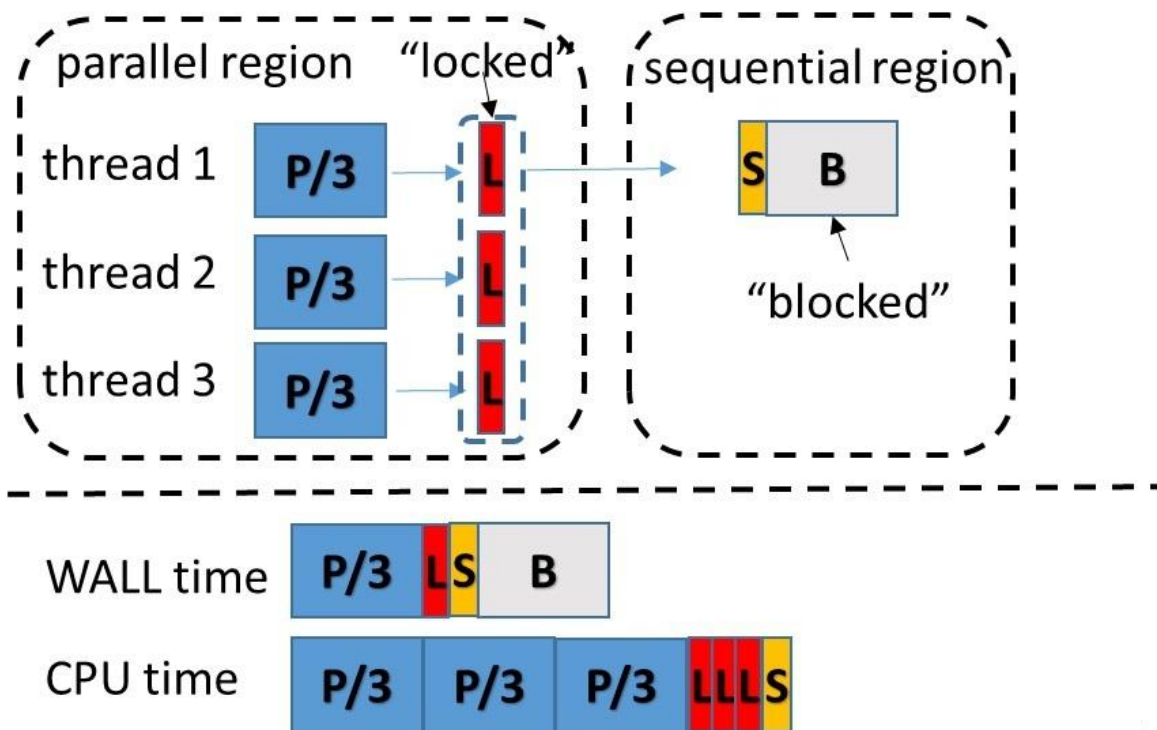 parallel region “locked” sequential region
thread 1 P/3 L S B
thread 2 P/3 L “blocked”
thread 3 P/3 L
WALL time P/3 L S B
CPU time P/3 P/3 P/3 L L L S